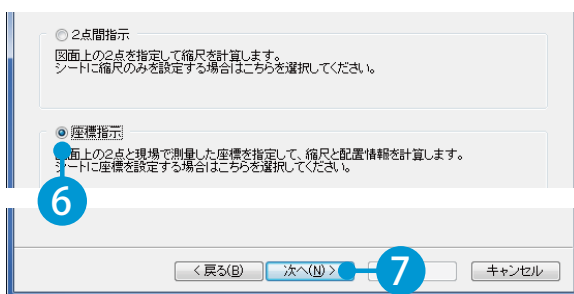 2点間指示
図面上の2点を指定して縮尺を計算します。
シートに縮尺のみを設定する場合はこちらを選択してください。
座標指示
図面上の2点と現場で測量した座標を指定して、縮尺と配置情報を計算します。
シートに座標を設定する場合はこちらを選択してください。
6
< 戻る(B)
次へ(N) >
7
キャンセル